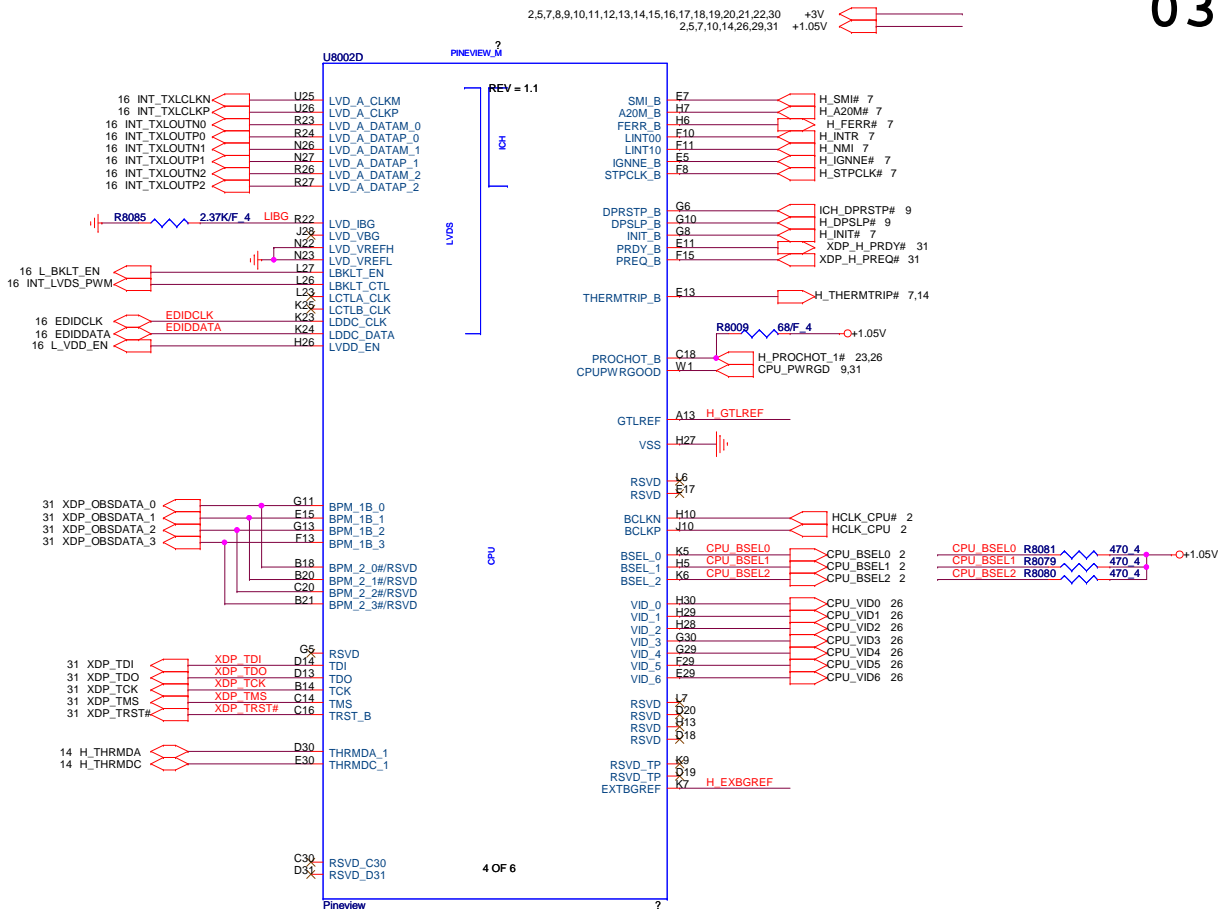 03
2,5,7,8,9,10,11,12,13,14,15,16,17,18,19,20,21,22,30 +3V
2,5,7,10,14,26,29,31 +1.05V
?
U8002D PINEVIEW_M
REV = 1.1
16 INT_TXLCLKN U25 LVD_A_CLKM
16 INT_TXLCLKP U26 LVD_A_CLKP
16 INT_TXLOUTN0 R23 LVD_A_DATAM_0
16 INT_TXLOUTP0 R24 LVD_A_DATAP_0
16 INT_TXLOUTN1 N26 LVD_A_DATAM_1
16 INT_TXLOUTP1 N27 LVD_A_DATAP_1
16 INT_TXLOUTN2 R26 LVD_A_DATAM_2
16 INT_TXLOUTP2 R27 LVD_A_DATAP_2
R8085 2.37K/F_4 LIBG R22 LVD_IBG
J28 LVD_VBG
N22 LVD_VREFH
N23 LVD_VREFL
16 L_BKLT_EN L27 LBKLT_EN
16 INT_LVDS_PWM L26 LBKLT_CTL
L23 LCTLA_CLK
K25 LCTLB_CLK
16 EDIDCLK EDIDCLK K23 LDDC_CLK
16 EDIDDATA EDIDDATA K24 LDDC_DATA
16 L_VDD_EN H26 LVDD_EN
ICH
LVDS
CPU
31 XDP_OBSDATA_0 G11 BPM_1B_0
31 XDP_OBSDATA_1 E15 BPM_1B_1
31 XDP_OBSDATA_2 G13 BPM_1B_2
31 XDP_OBSDATA_3 F13 BPM_1B_3
B18 BPM_2_0#/RSVD
B20 BPM_2_1#/RSVD
C20 BPM_2_2#/RSVD
B21 BPM_2_3#/RSVD
G5 RSVD
31 XDP_TDI XDP_TDI D14 TDI
31 XDP_TDO XDP_TDO D13 TDO
31 XDP_TCK XDP_TCK B14 TCK
31 XDP_TMS XDP_TMS C14 TMS
31 XDP_TRST# XDP_TRST# C16 TRST_B
14 H_THRMDA D30 THRMDA_1
14 H_THRMDC E30 THRMDC_1
C30 RSVD_C30
D31 RSVD_D31
SMI_B E7 H_SMI# 7
A20M_B H7 H_A20M# 7
FERR_B H6 H_FERR# 7
LINT00 F10 H_INTR 7
LINT10 F11 H_NMI 7
IGNNE_B E5 H_IGNNE# 7
STPCLK_B F8 H_STPCLK# 7
DPRSTP_B G6 ICH_DPRSTP# 9
DPSLP_B G10 H_DPSLP# 9
INIT_B G8 H_INIT# 7
PRDY_B E11 XDP_H_PRDY# 31
PREQ_B F15 XDP_H_PREQ# 31
THERMTRIP_B E13 H_THERMTRIP# 7,14
R8009 68/F_4 +1.05V
PROCHOT_B C18 H_PROCHOT_1# 23,26
CPUPWRGOOD W1 CPU_PWRGD 9,31
GTLREF A13 H_GTLREF
VSS H27
RSVD L6
RSVD E17
BCLKN H10 HCLK_CPU# 2
BCLKP J10 HCLK_CPU 2
BSEL_0 K5 CPU_BSEL0 CPU_BSEL0 2 CPU_BSEL0 R8081 470_4 +1.05V
BSEL_1 H5 CPU_BSEL1 CPU_BSEL1 2 CPU_BSEL1 R8079 470_4
BSEL_2 K6 CPU_BSEL2 CPU_BSEL2 2 CPU_BSEL2 R8080 470_4
VID_0 H30 CPU_VID0 26
VID_1 H29 CPU_VID1 26
VID_2 H28 CPU_VID2 26
VID_3 G30 CPU_VID3 26
VID_4 G29 CPU_VID4 26
VID_5 F29 CPU_VID5 26
VID_6 E29 CPU_VID6 26
RSVD L7
RSVD D20
RSVD H13
RSVD D18
RSVD_TP K9
RSVD_TP D19
EXTBGREF K7 H_EXBGREF
4 OF 6
Pineview ?